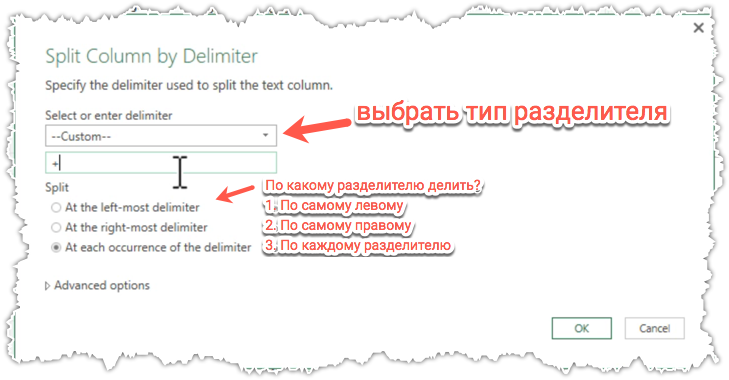 Split Column by Delimiter
Specify the delimiter used to split the text column.
Select or enter delimiter
--Custom--
выбрать тип разделителя
+
Split
По какому разделителю делить?
At the left-most delimiter
1. По самому левому
At the right-most delimiter
2. По самому правому
At each occurrence of the delimiter
3. По каждому разделителю
Advanced options
OK
Cancel